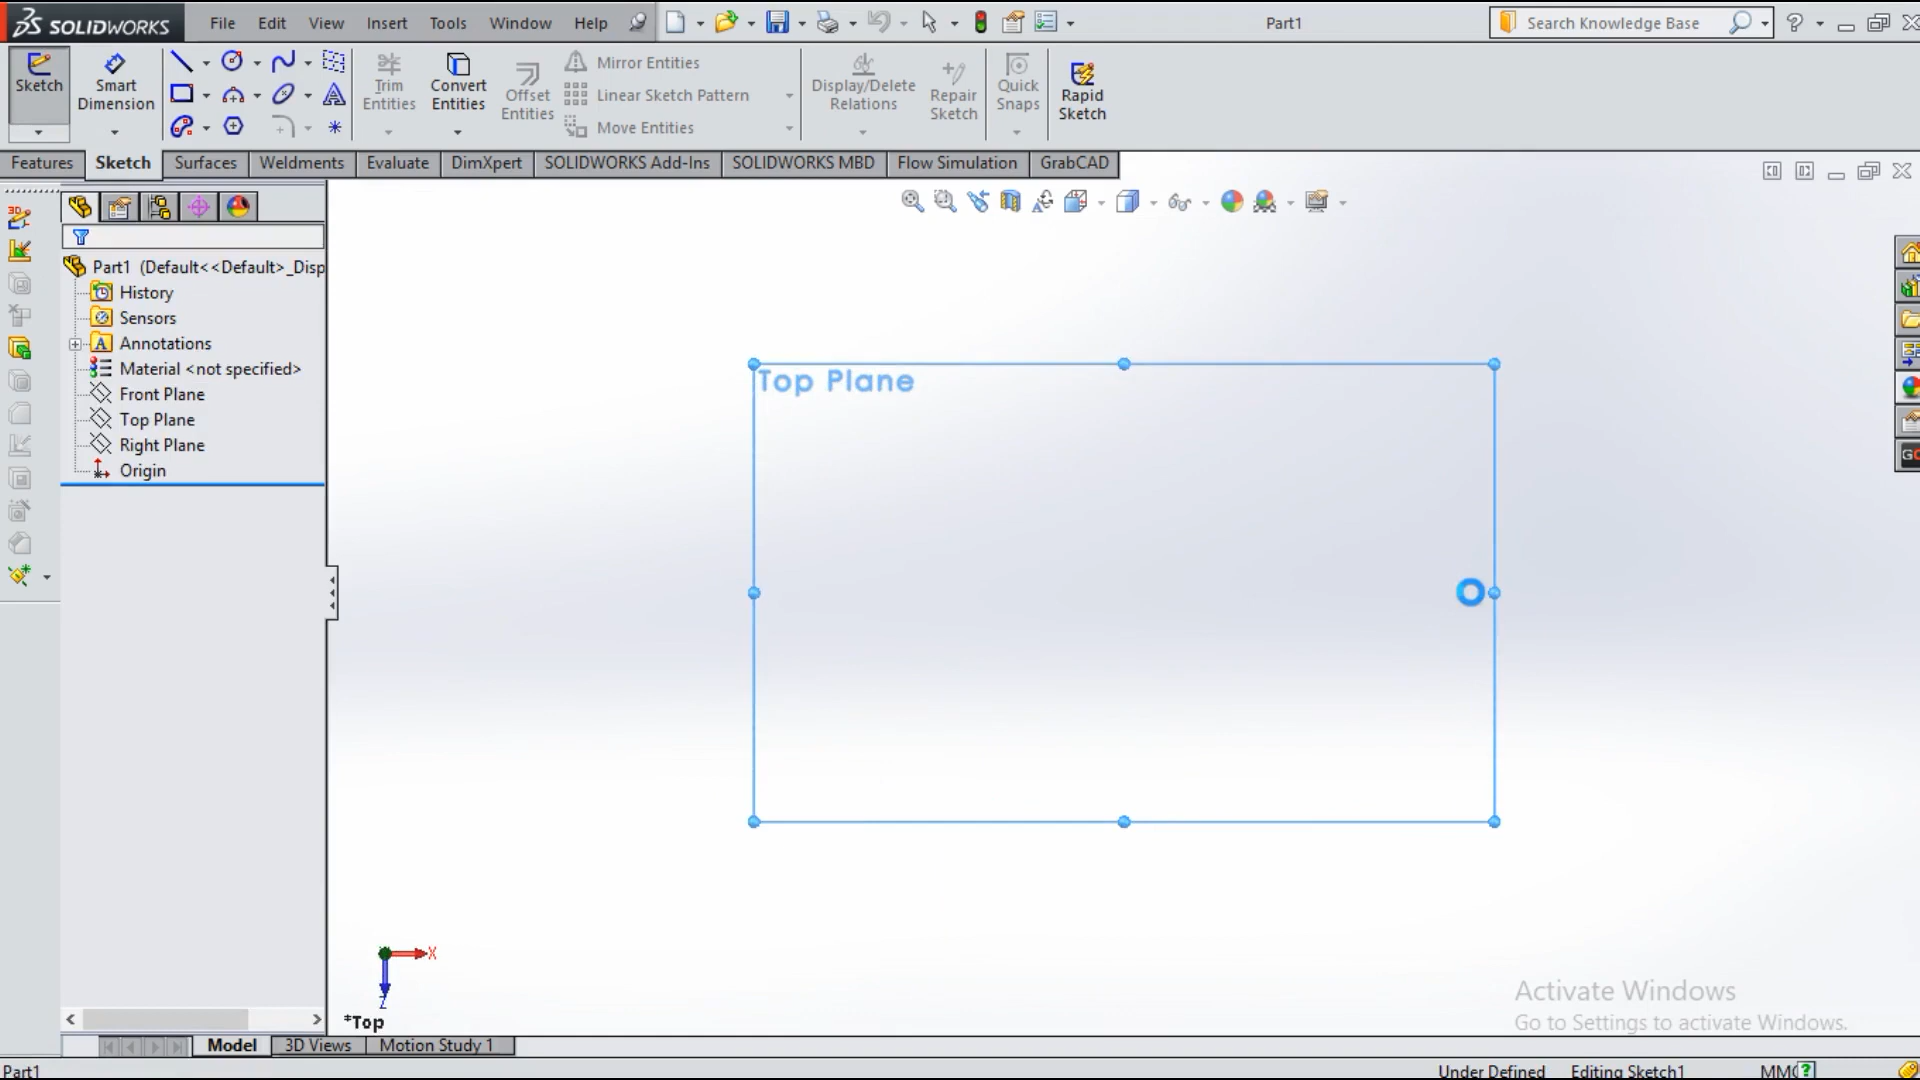 SOLIDWORKS File Edit View Insert Tools Window Help Part1 Search Knowledge Base
Sketch Smart Dimension Trim Entities Convert Entities Offset Entities Mirror Entities Display/Delete Relations Repair Sketch Quick Snaps Rapid Sketch
Linear Sketch Pattern
Move Entities
Features Sketch Surfaces Weldments Evaluate DimXpert SOLIDWORKS Add-Ins SOLIDWORKS MBD Flow Simulation GrabCAD
Part1 (Default<<Default>_Disp
History
Sensors
Annotations
Material <not specified>
Front Plane
Top Plane
Right Plane
Origin
Top Plane
X
Z
*Top
Activate Windows
Go to Settings to activate Windows.
Model 3D Views Motion Study 1
Part1 Under Defined Editing Sketch1